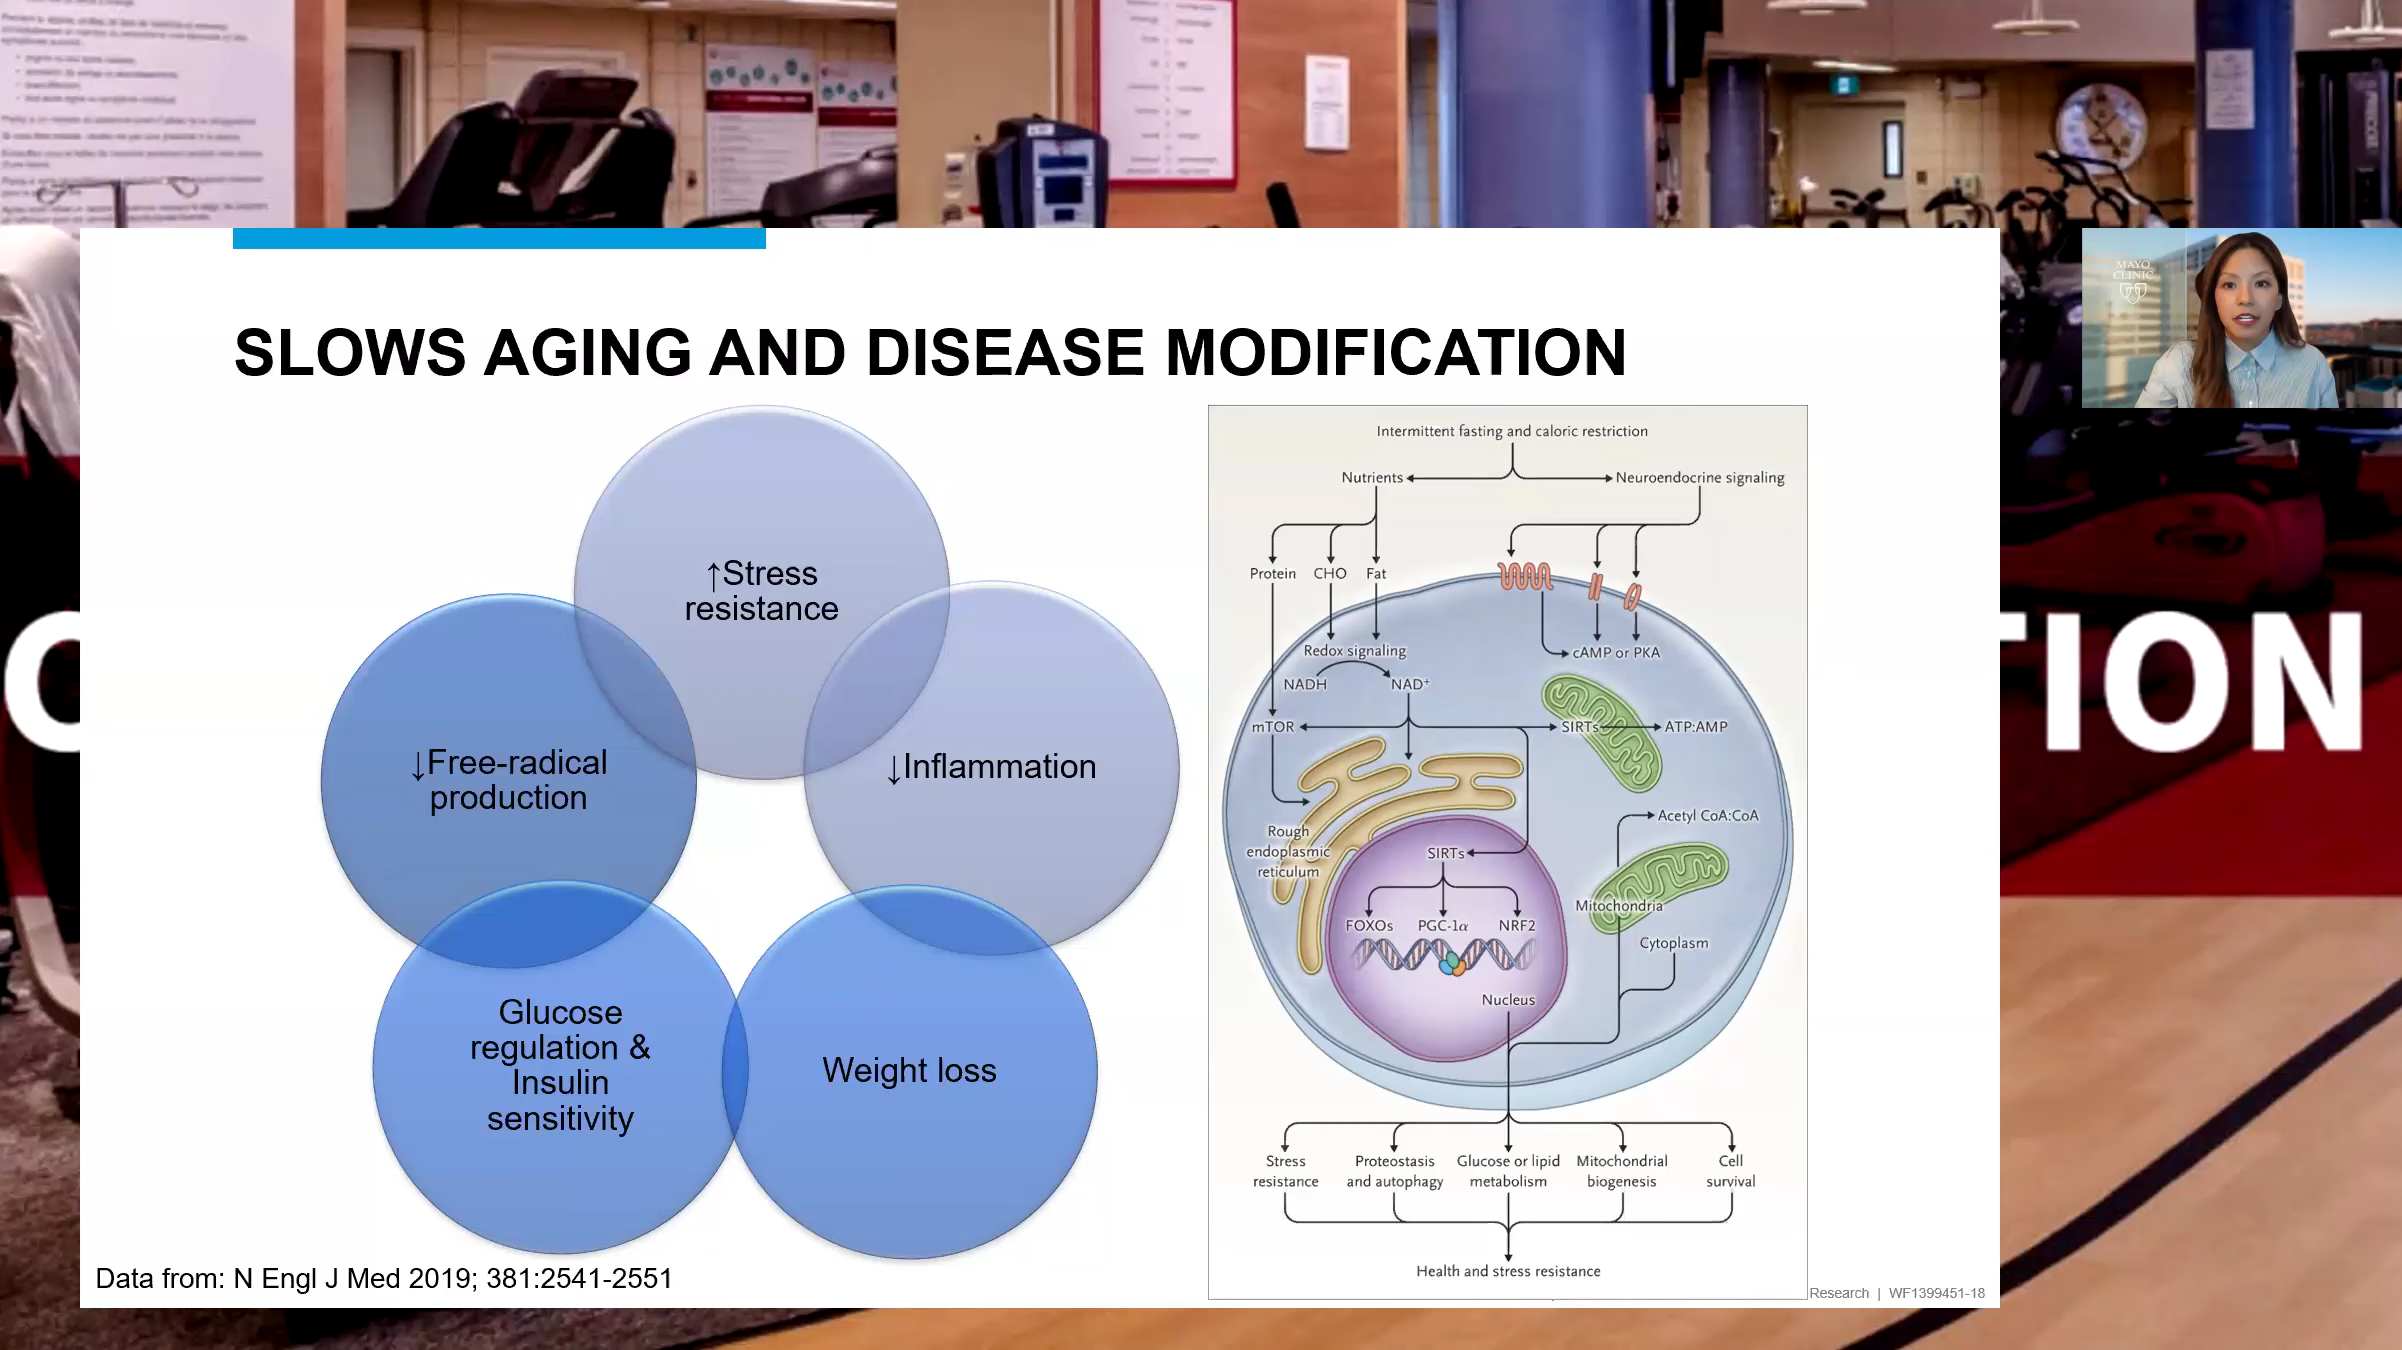 MAYO
CLINIC
SLOWS AGING AND DISEASE MODIFICATION
↑Stress
resistance
↓Free-radical
production
↓Inflammation
Glucose
regulation &
Insulin
sensitivity
Weight loss
Data from: N Engl J Med 2019; 381:2541-2551
Intermittent fasting and caloric restriction
Nutrients
Neuroendocrine signaling
Protein CHO Fat
Redox signaling
cAMP or PKA
NADH NAD+
mTOR
SIRTs
ATP:AMP
Rough
endoplasmic
reticulum
Acetyl CoA:CoA
SIRTs
Mitochondria
FOXOs PGC-1α NRF2
Cytoplasm
Nucleus
Stress
resistance
Proteostasis
and autophagy
Glucose or lipid
metabolism
Mitochondrial
biogenesis
Cell
survival
Health and stress resistance
Research | WF1399451-18
TION